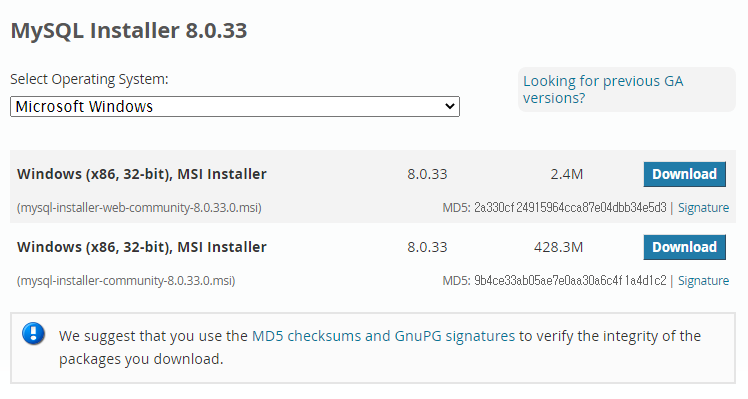 MySQL Installer 8.0.33
Select Operating System:
Looking for previous GA
versions?
Microsoft Windows
Windows (x86, 32-bit), MSI Installer 8.0.33 2.4M Download
(mysql-installer-web-community-8.0.33.0.msi) MD5: 2a330cf24915964cca87e04dbb34e5d3 | Signature
Windows (x86, 32-bit), MSI Installer 8.0.33 428.3M Download
(mysql-installer-community-8.0.33.0.msi) MD5: 9b4ce33ab05ae7e0aa30a6c4f1a4d1c2 | Signature
We suggest that you use the MD5 checksums and GnuPG signatures to verify the integrity of the
packages you download.